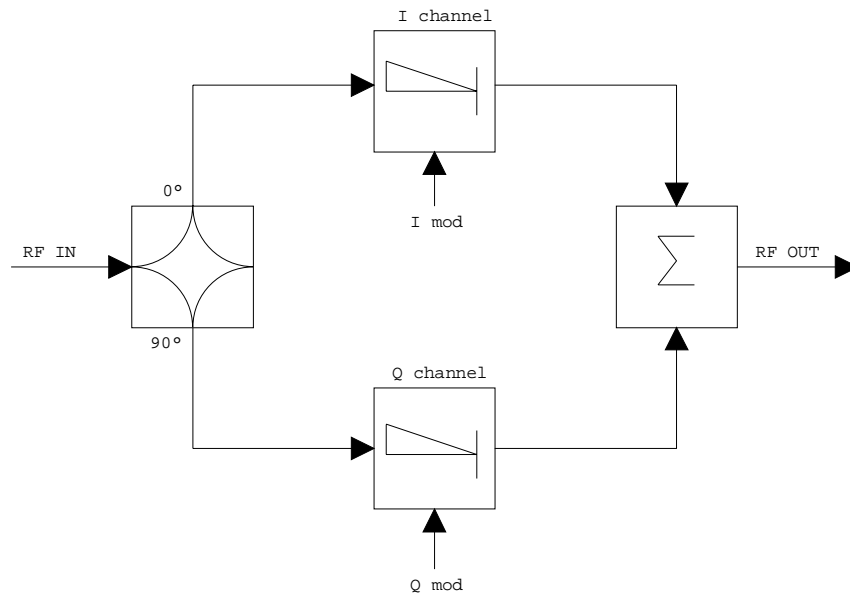 I channel
0°
I mod
RF IN
Σ
RF OUT
90°
Q channel
Q mod